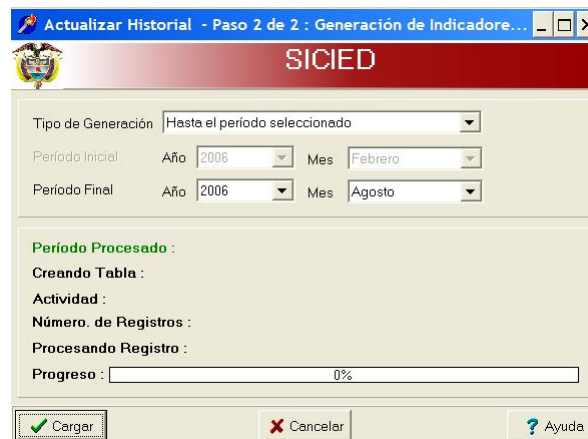 Actualizar Historial - Paso 2 de 2 : Generación de Indicadore...
SICIED
Tipo de Generación Hasta el período seleccionado
Período Inicial Año 2006 Mes Febrero
Período Final Año 2006 Mes Agosto
Período Procesado :
Creando Tabla :
Actividad :
Número. de Registros :
Procesando Registro :
Progreso : 0%
Cargar Cancelar ? Ayuda